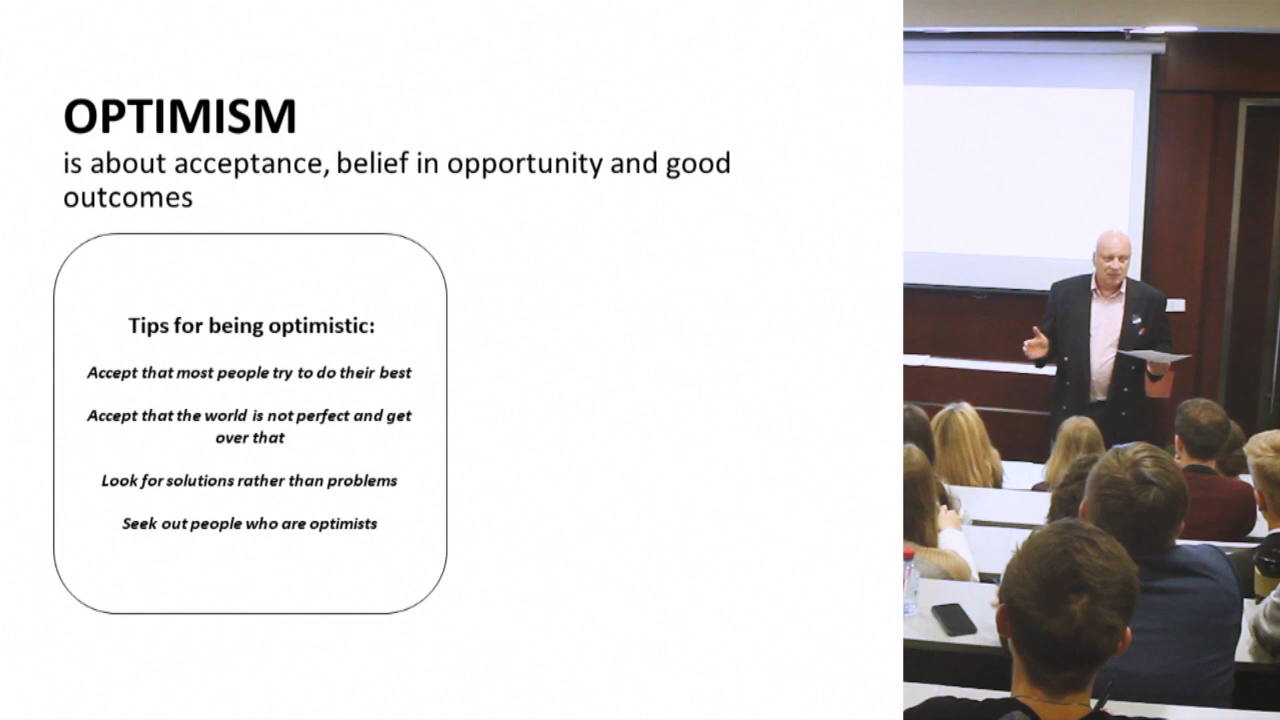 OPTIMISM
is about acceptance, belief in opportunity and good
outcomes
Tips for being optimistic:
Accept that most people try to do their best
Accept that the world is not perfect and get
over that
Look for solutions rather than problems
Seek out people who are optimists